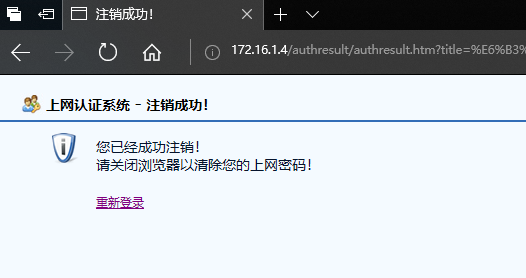 注销成功!
172.16.1.4/authresult/authresult.htm?title=%E6%B3%
上网认证系统 - 注销成功!
您已经成功注销!
请关闭浏览器以清除您的上网密码!
重新登录